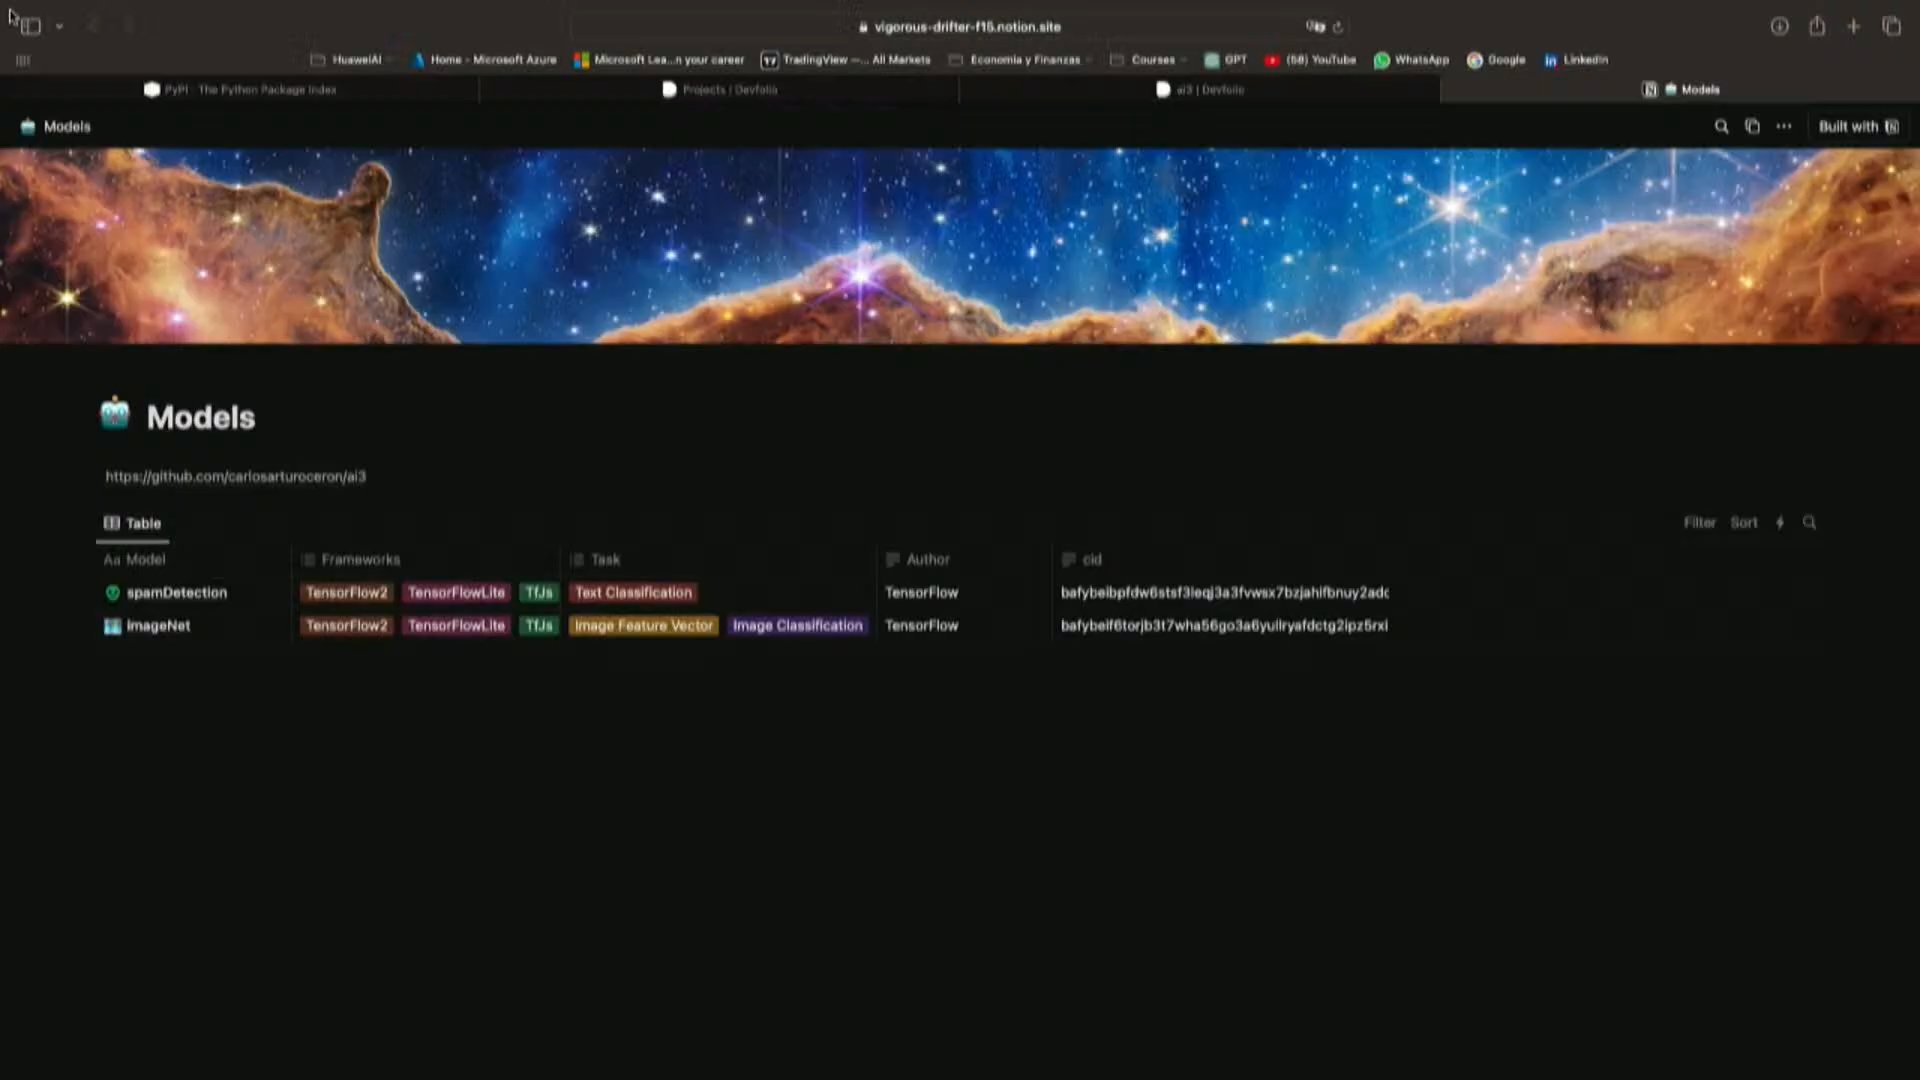 vigorous-drifter-f15.notion.site
HuaweiAI Home - Microsoft Azure Microsoft Lea...n your career TradingView —... All Markets Economía y Finanzas Courses GPT (58) YouTube WhatsApp Google LinkedIn
PyPI · The Python Package Index Projects | Devfolio ai3 | Devfolio Models
Models Built with
Models
https://github.com/carlosarturoceron/ai3
Table Filter Sort
Aa Model Frameworks Task Author cid
spamDetection TensorFlow2 TensorFlowLite TfJs Text Classification TensorFlow
ImageNet TensorFlow2 TensorFlowLite TfJs Image Feature Vector Image Classification TensorFlow